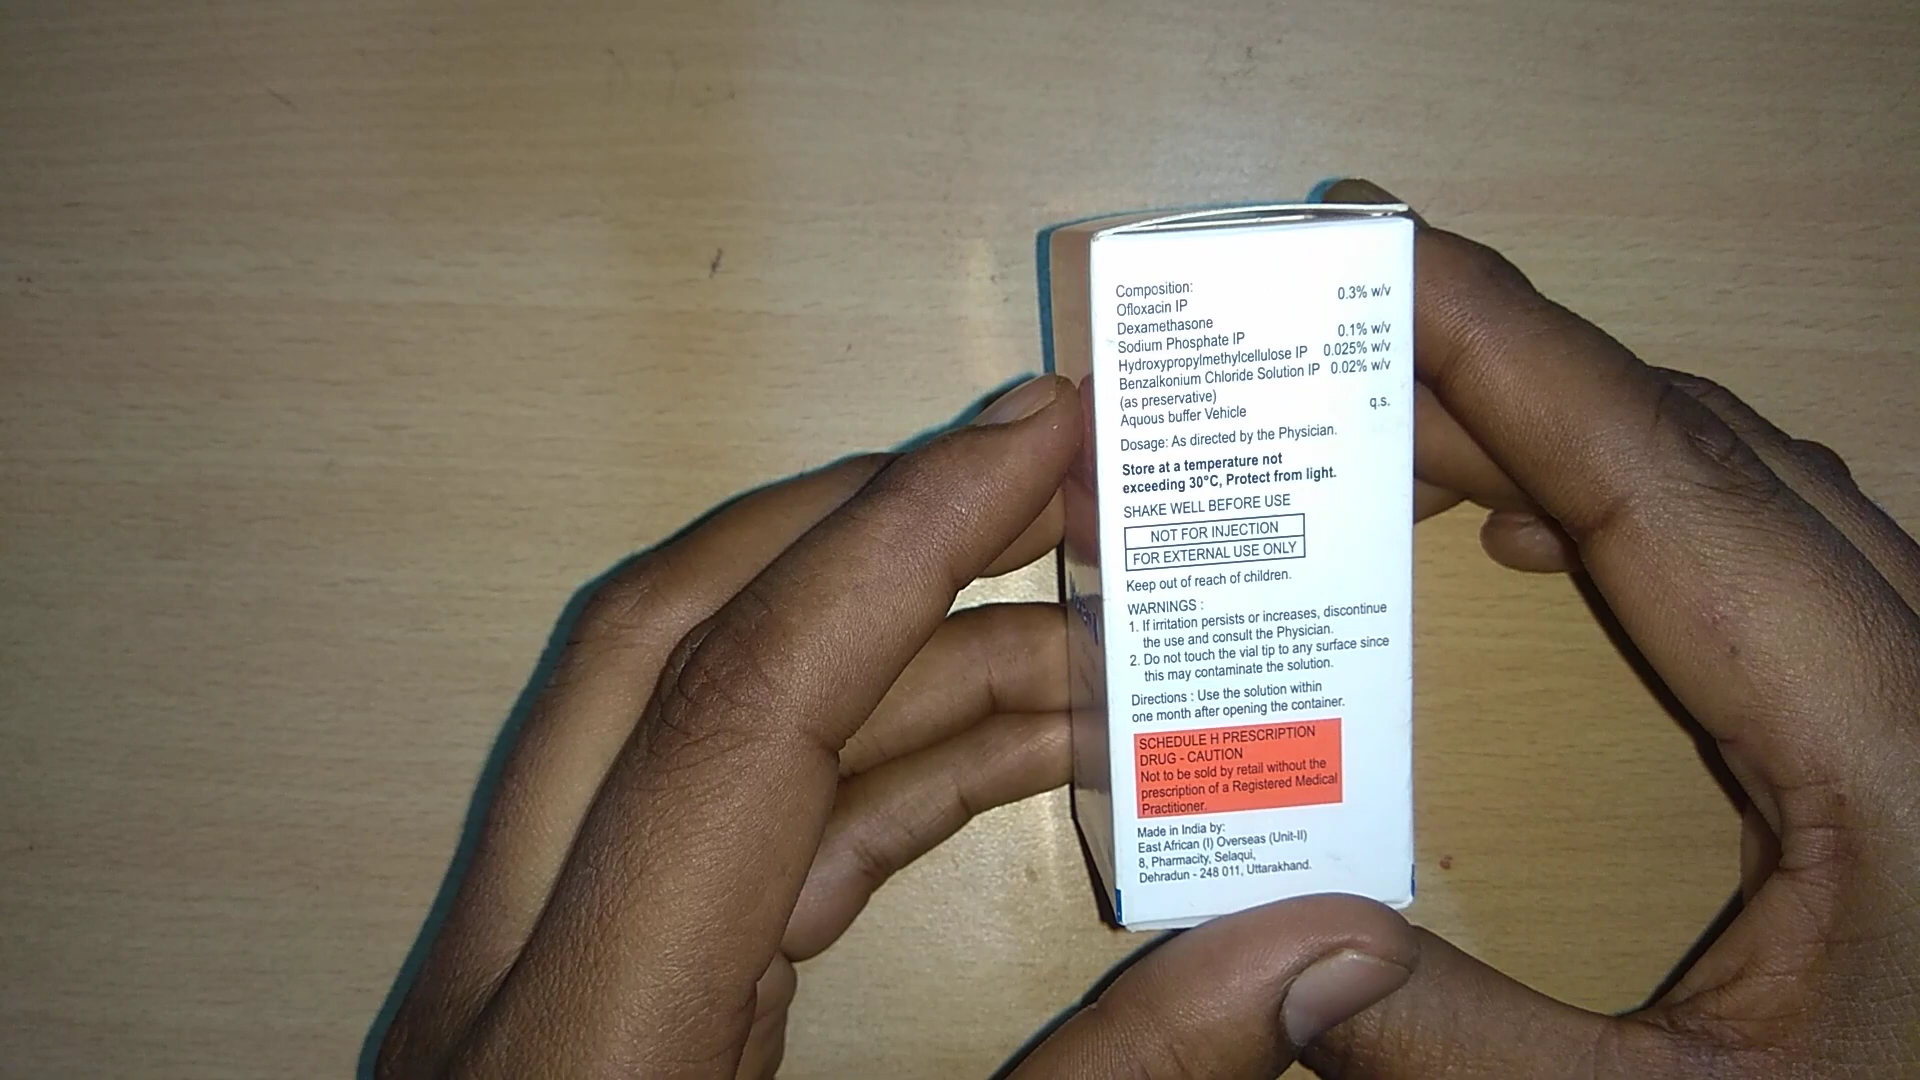 Composition:
Ofloxacin IP 0.3% w/v
Dexamethasone
Sodium Phosphate IP 0.1% w/v
Hydroxypropylmethylcellulose IP 0.025% w/v
Benzalkonium Chloride Solution IP 0.02% w/v
(as preservative)
Aquous buffer Vehicle q.s.
Dosage: As directed by the Physician.
Store at a temperature not
exceeding 30°C, Protect from light.
SHAKE WELL BEFORE USE
NOT FOR INJECTION
FOR EXTERNAL USE ONLY
Keep out of reach of children.
WARNINGS :
1. If irritation persists or increases, discontinue
the use and consult the Physician.
2. Do not touch the vial tip to any surface since
this may contaminate the solution.
Directions : Use the solution within
one month after opening the container.
SCHEDULE H PRESCRIPTION
DRUG - CAUTION
Not to be sold by retail without the
prescription of a Registered Medical
Practitioner.
Made in India by:
East African (I) Overseas (Unit-II)
8, Pharmacity, Selaqui,
Dehradun - 248 011, Uttarakhand.